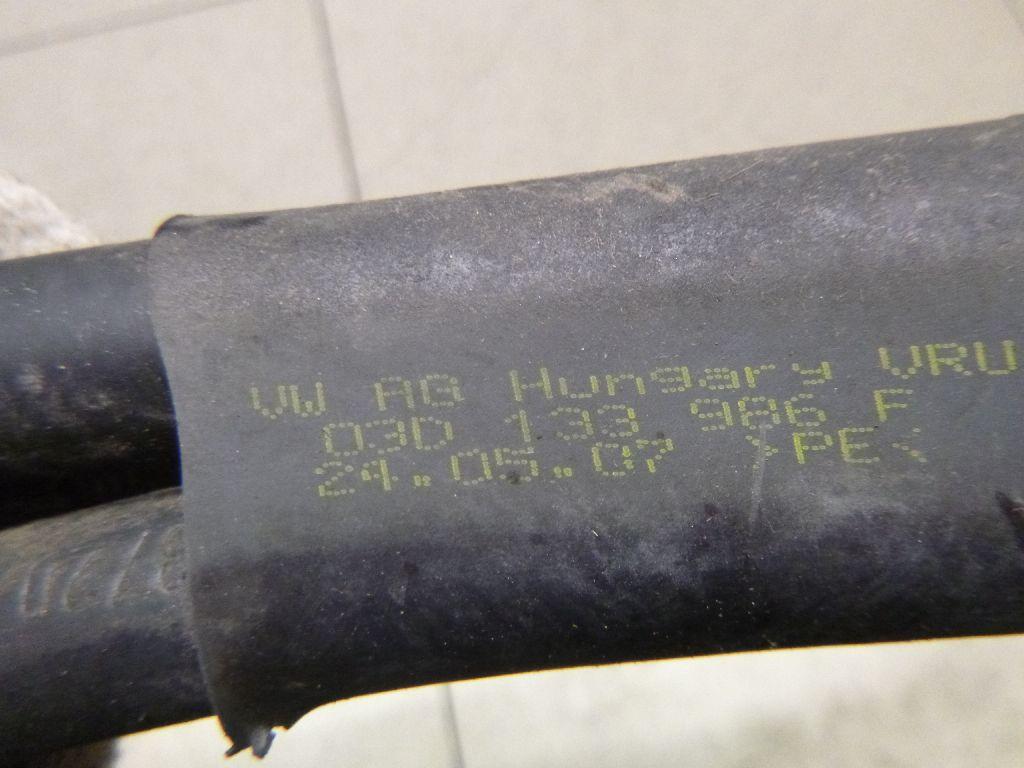 VW AG Hungary VRU
03D 133 986 F
24.05.07 >PE<